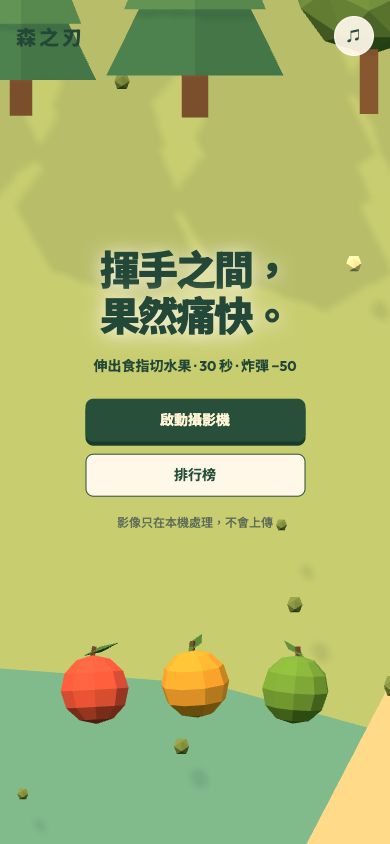 森之刃
揮手之間，
果然痛快。
伸出食指切水果·30 秒·炸彈 −50
啟動攝影機
排行榜
影像只在本機處理，不會上傳